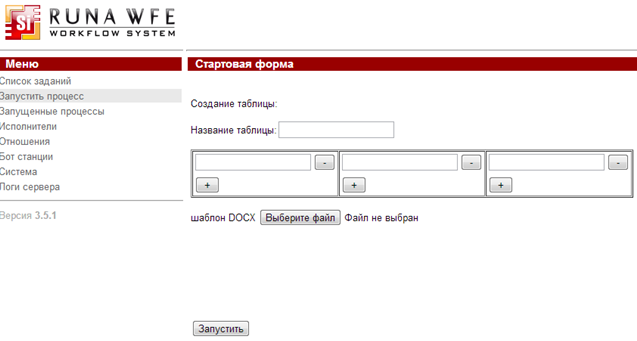 SI RUNA WFE
WORKFLOW SYSTEM
Меню
Список заданий
Запустить процесс
Запущенные процессы
Исполнители
Отношения
Бот станции
Система
Логи сервера
Версия 3.5.1
Стартовая форма
Создание таблицы:
Название таблицы:
- - -
+ + +
шаблон DOCX Выберите файл Файл не выбран
Запустить